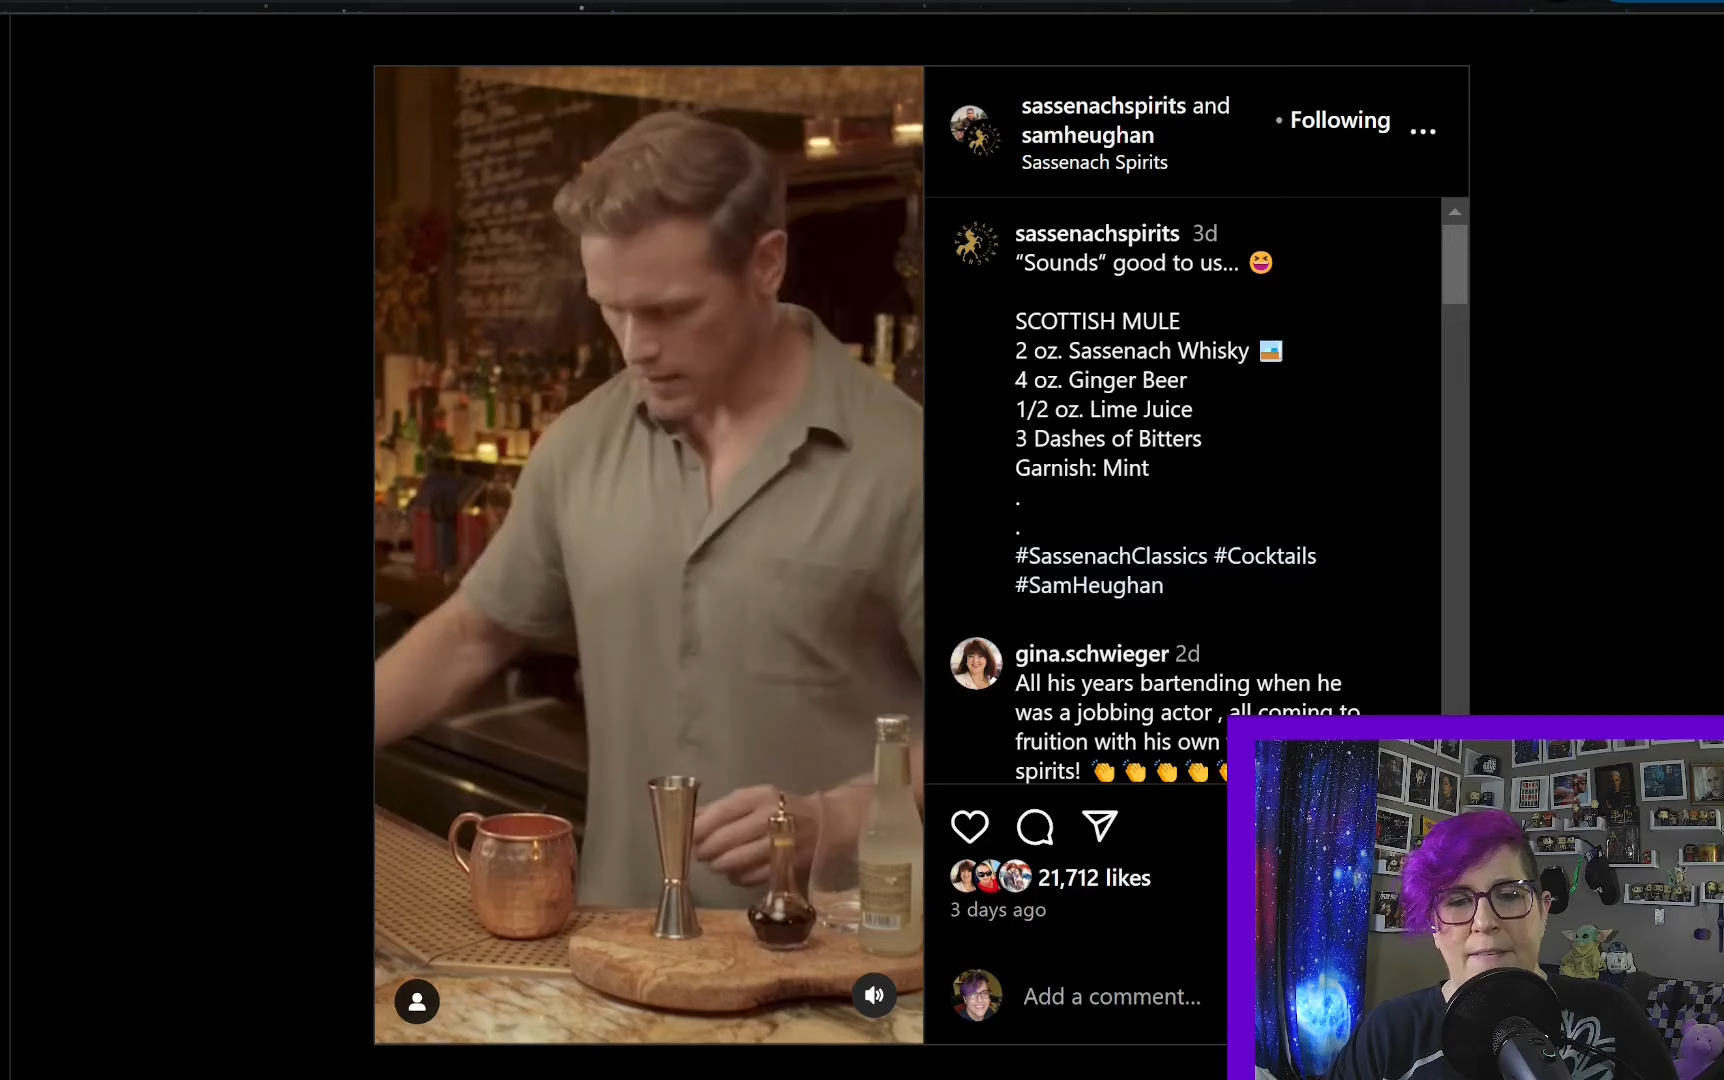 sassenachspirits and
samheughan
Sassenach Spirits
• Following
sassenachspirits 3d
“Sounds” good to us... 😆
SCOTTISH MULE
2 oz. Sassenach Whisky
4 oz. Ginger Beer
1/2 oz. Lime Juice
3 Dashes of Bitters
Garnish: Mint
.
.
#SassenachClassics #Cocktails
#SamHeughan
gina.schwieger 2d
All his years bartending when he
was a jobbing actor , all coming to
fruition with his own
spirits! 👏 👏 👏 👏
21,712 likes
3 days ago
Add a comment...